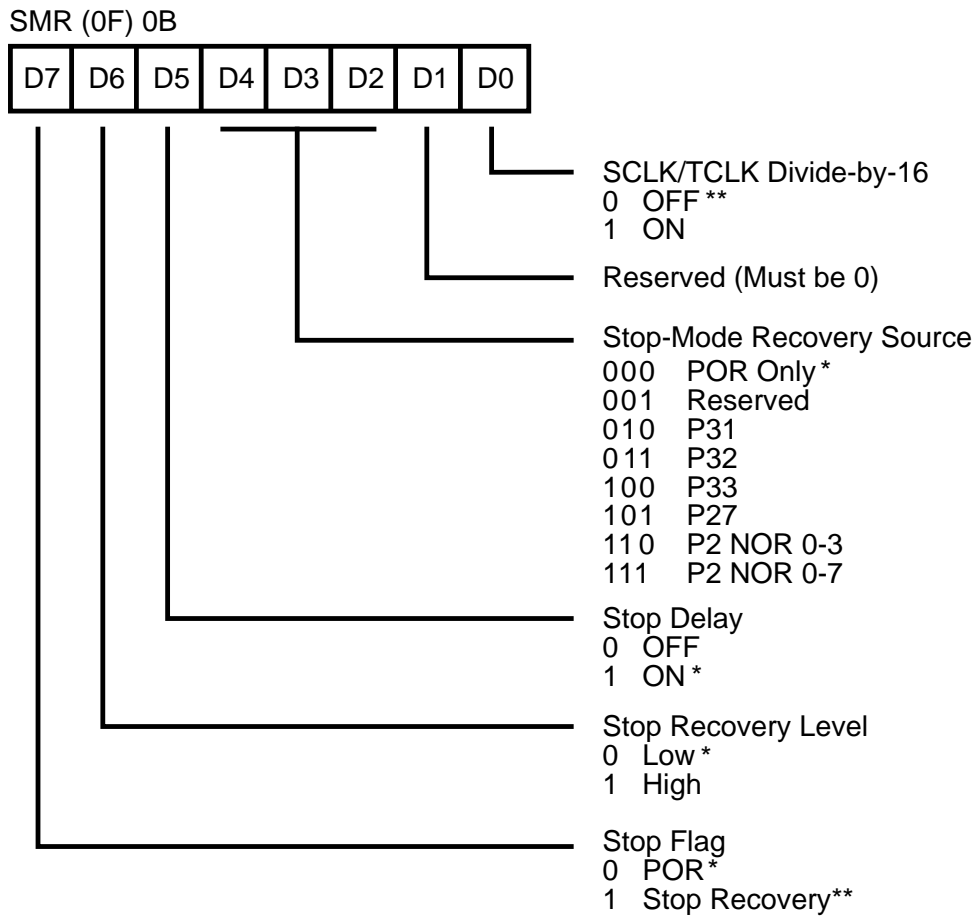 SMR (0F) 0B
D7 D6 D5 D4 D3 D2 D1 D0
SCLK/TCLK Divide-by-16
0 OFF **
1 ON
Reserved (Must be 0)
Stop-Mode Recovery Source
000 POR Only *
001 Reserved
010 P31
011 P32
100 P33
101 P27
110 P2 NOR 0-3
111 P2 NOR 0-7
Stop Delay
0 OFF
1 ON *
Stop Recovery Level
0 Low *
1 High
Stop Flag
0 POR *
1 Stop Recovery**